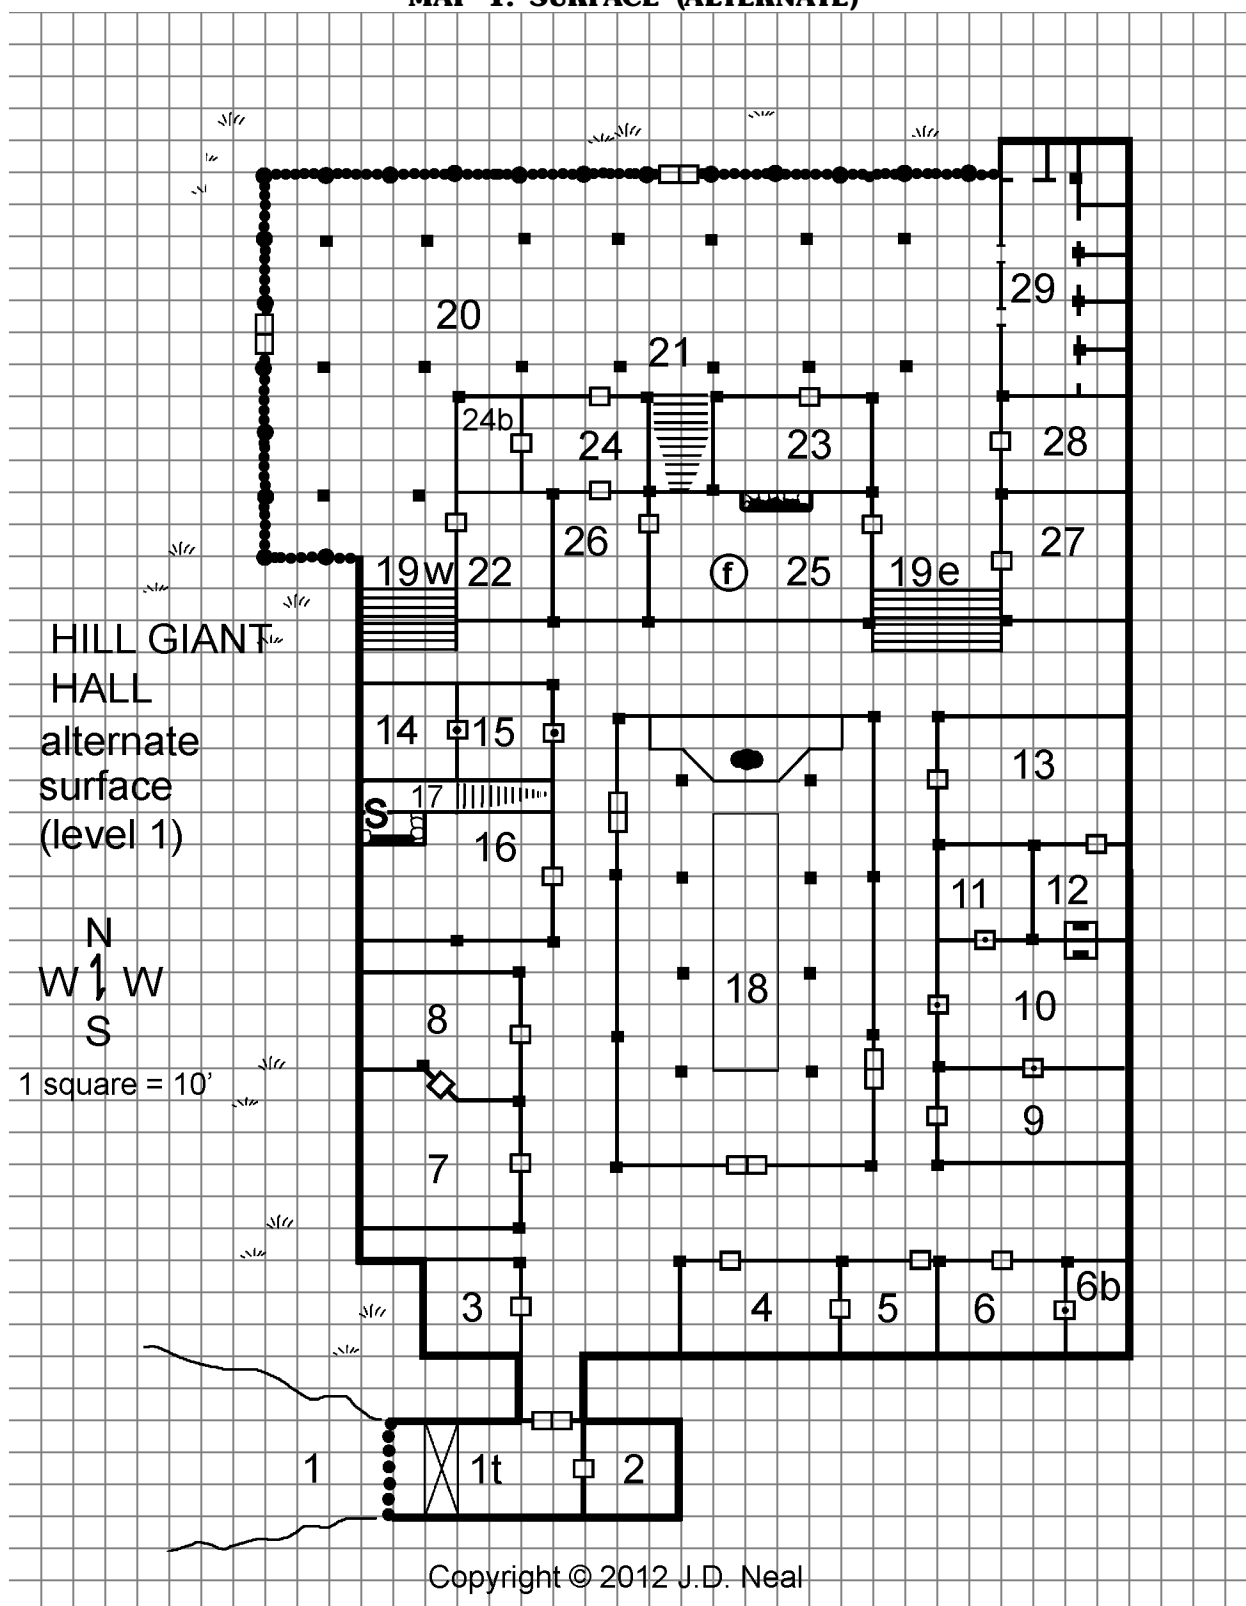 MAP 1: SURFACE (ALTERNATE)
29
20
21
24b
24
23
28
26
27
19w
22
f
25
19e
HILL GIANT
HALL
alternate
surface
(level 1)
14
15
13
17
S
16
11
12
N
W W
S
18
10
8
1 square = 10'
9
7
6b
3
4
5
6
1
1t
2
Copyright © 2012 J.D. Neal